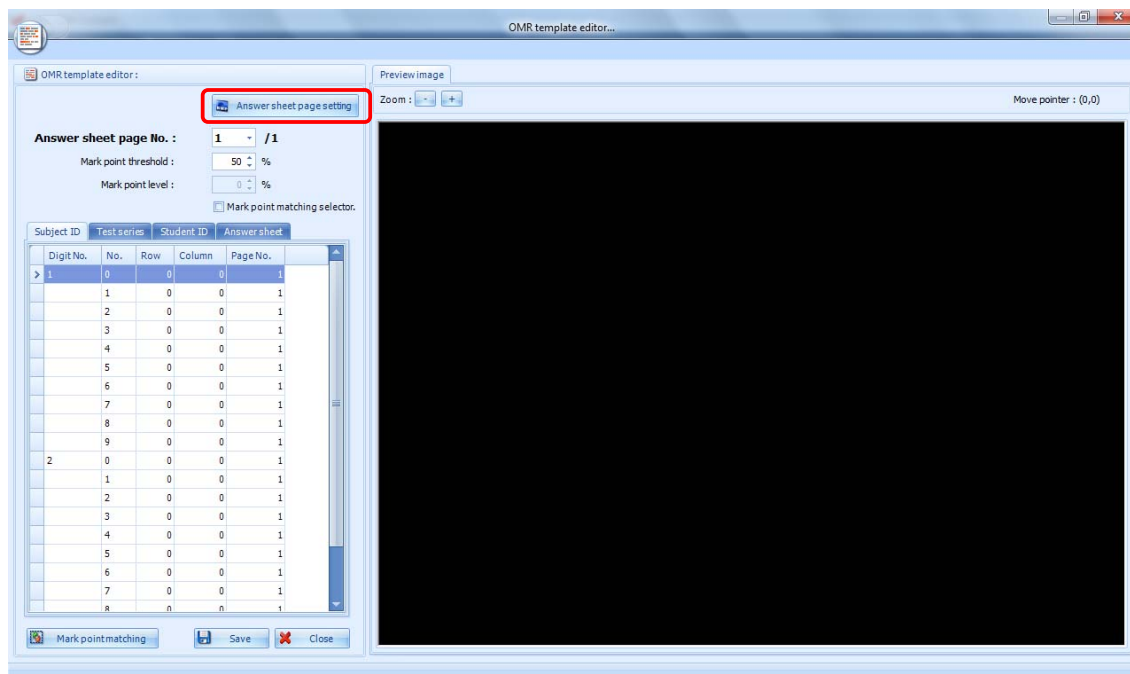 OMR template editor...
OMR template editor :
Answer sheet page setting
Answer sheet page No. : 1 /1
Mark point threshold : 50 %
Mark point level : 0 %
Mark point matching selector.
Subject ID Test series Student ID Answer sheet
Digit No. No. Row Column Page No.
1 0 0 0 1
1 0 0 1
2 0 0 1
3 0 0 1
4 0 0 1
5 0 0 1
6 0 0 1
7 0 0 1
8 0 0 1
9 0 0 1
2 0 0 0 1
1 0 0 1
2 0 0 1
3 0 0 1
4 0 0 1
5 0 0 1
6 0 0 1
7 0 0 1
8 0 0 1
Mark point matching Save Close
Preview image
Zoom : - + Move pointer : (0,0)